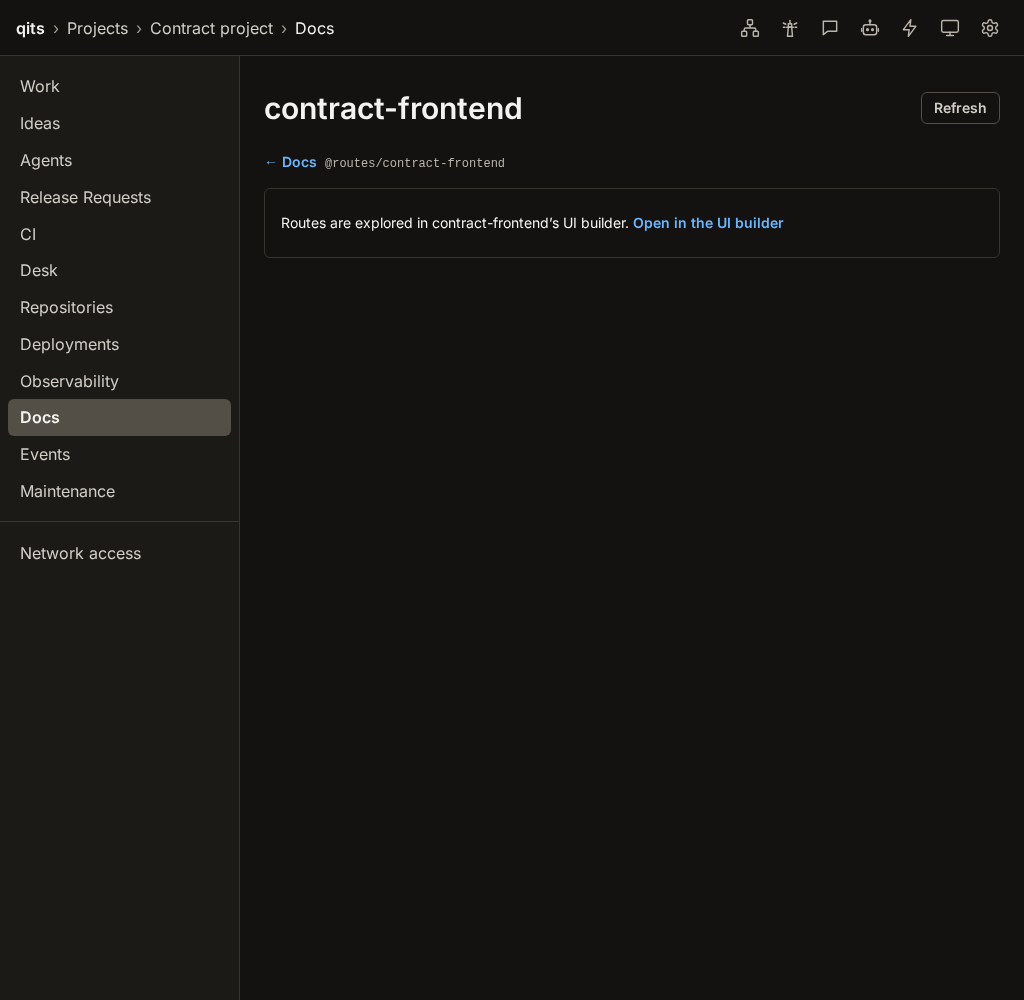 qits › Projects › Contract project › Docs
Work
Ideas
Agents
Release Requests
CI
Desk
Repositories
Deployments
Observability
Docs
Events
Maintenance
Network access
contract-frontend
Refresh
← Docs @routes/contract-frontend
Routes are explored in contract-frontend’s UI builder. Open in the UI builder